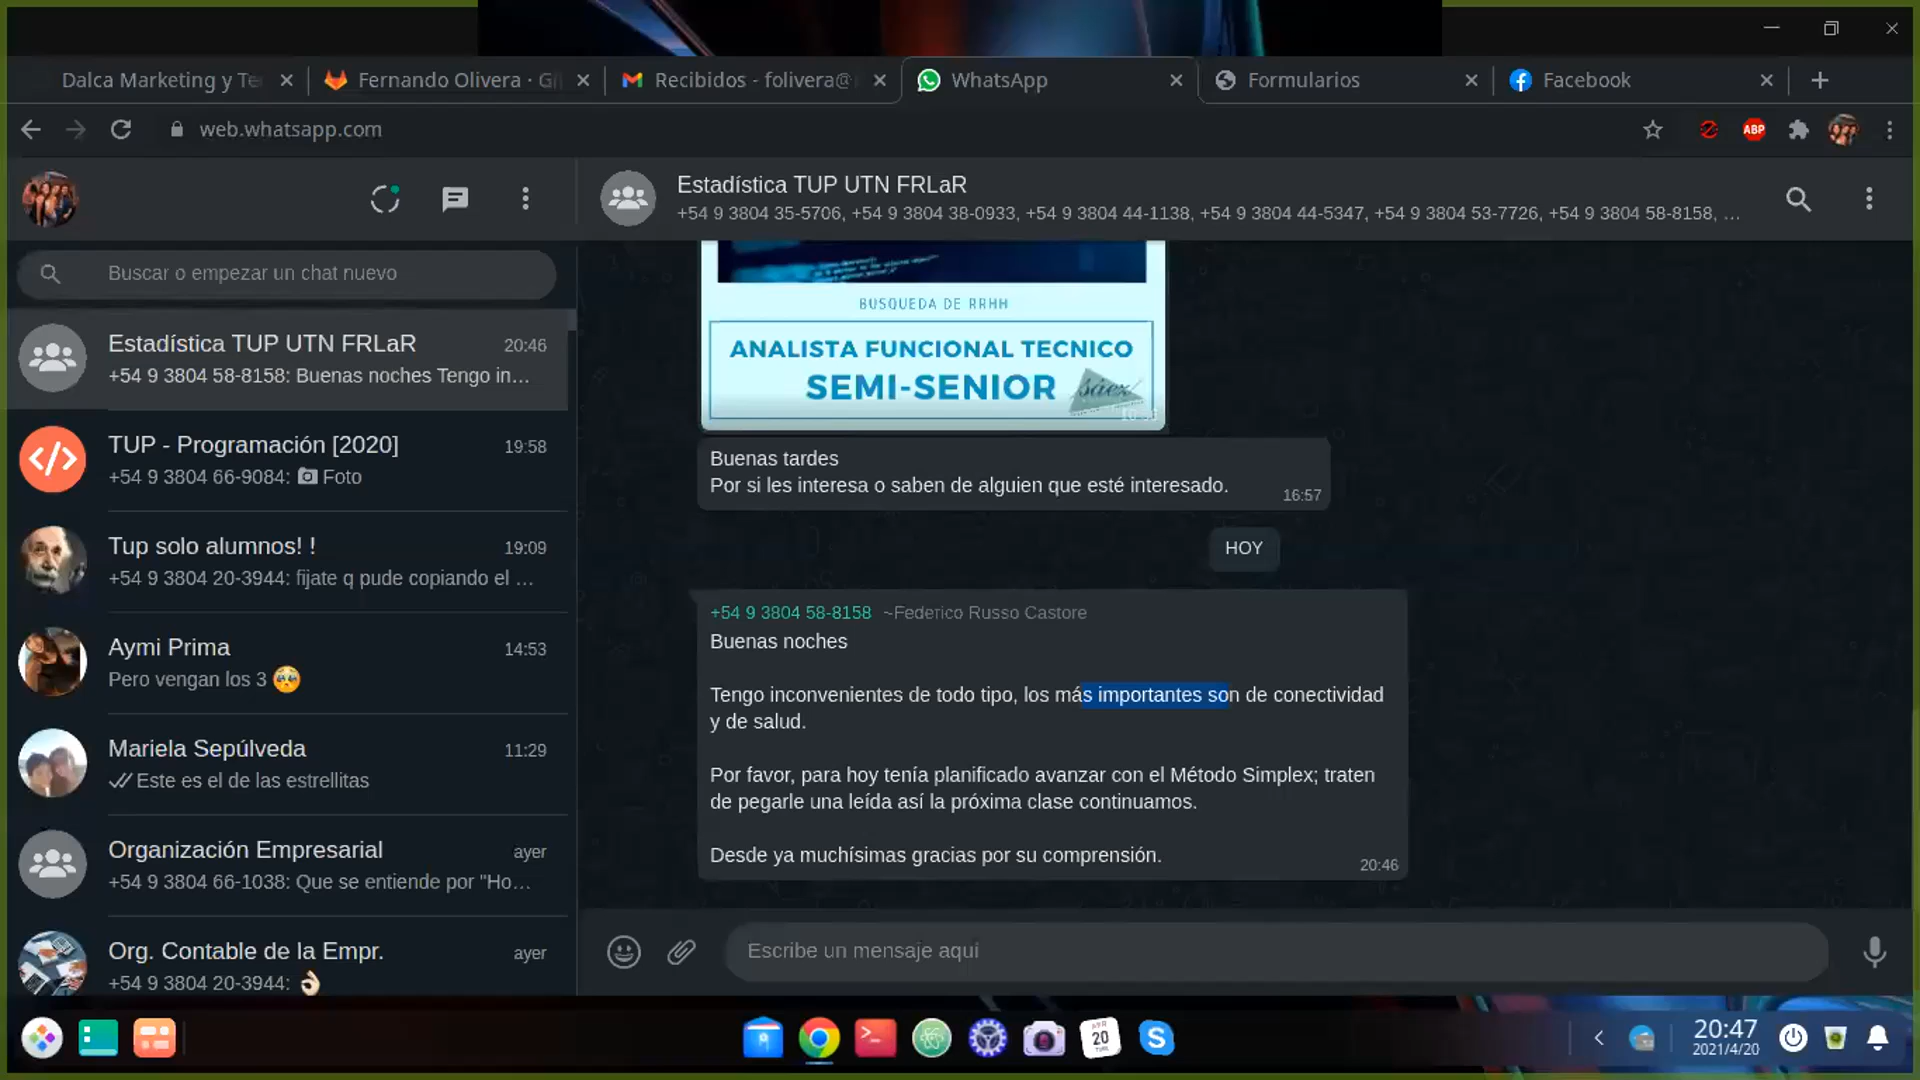 Dalca Marketing y Te
Fernando Olivera · Gi
Recibidos - folivera@
WhatsApp
Formularios
Facebook
web.whatsapp.com
ABP
Estadística TUP UTN FRLaR
+54 9 3804 35-5706, +54 9 3804 38-0933, +54 9 3804 44-1138, +54 9 3804 44-5347, +54 9 3804 53-7726, +54 9 3804 58-8158, …
Buscar o empezar un chat nuevo
Estadística TUP UTN FRLaR
20:46
+54 9 3804 58-8158: Buenas noches Tengo in…
TUP - Programación [2020]
19:58
+54 9 3804 66-9084: Foto
Tup solo alumnos! !
19:09
+54 9 3804 20-3944: fijate q pude copiando el …
Aymi Prima
14:53
Pero vengan los 3 🥺
Mariela Sepúlveda
11:29
Este es el de las estrellitas
Organización Empresarial
ayer
+54 9 3804 66-1038: Que se entiende por "Ho…
Org. Contable de la Empr.
ayer
+54 9 3804 20-3944: 👌🏻
BUSQUEDA DE RRHH
ANALISTA FUNCIONAL TECNICO
SEMI-SENIOR
sáez
Buenas tardes
Por si les interesa o saben de alguien que esté interesado.
16:57
HOY
+54 9 3804 58-8158 ~Federico Russo Castore
Buenas noches
Tengo inconvenientes de todo tipo, los más importantes son de conectividad
y de salud.
Por favor, para hoy tenía planificado avanzar con el Método Simplex; traten
de pegarle una leída así la próxima clase continuamos.
Desde ya muchísimas gracias por su comprensión.
20:46
Escribe un mensaje aquí
APR
20
20:47
2021/4/20